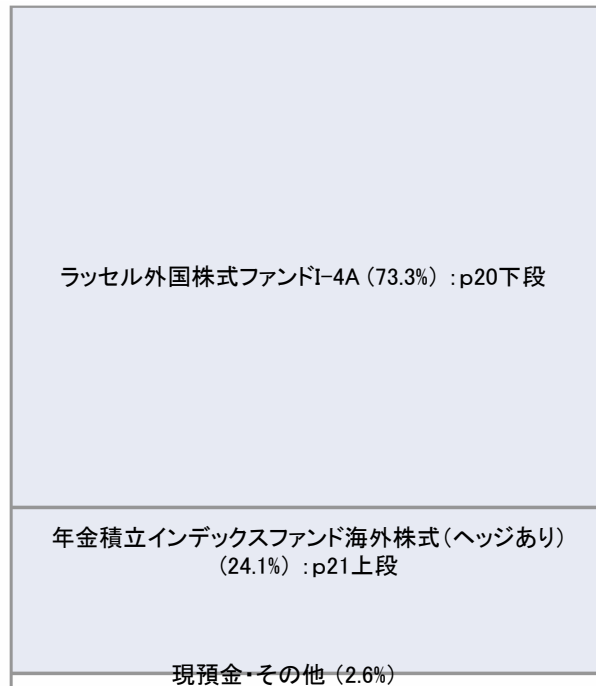 ラッセル外国株式ファンドI-4A (73.3%) :p20下段
年金積立インデックスファンド海外株式(ヘッジあり)
(24.1%) :p21上段
現預金・その他 (2.6%)